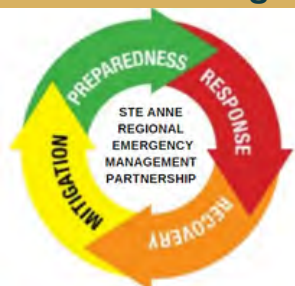 PREPAREDNESS
RESPONSE
RECOVERY
MITIGATION
STE ANNE
REGIONAL
EMERGENCY
MANAGEMENT
PARTNERSHIP